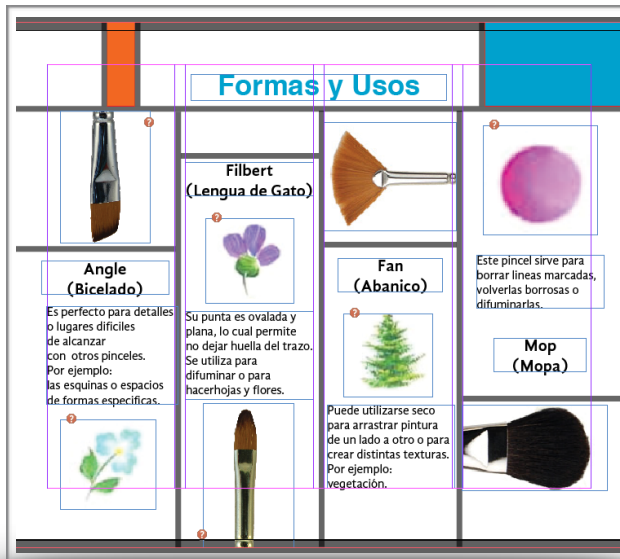 Formas y Usos
Angle
(Bicelado)
Es perfecto para detalles
o lugares dificiles
de alcanzar
con otros pinceles.
Por ejemplo:
las esquinas o espacios
de formas especificas.
Filbert
(Lengua de Gato)
Su punta es ovalada y
plana, lo cual permite
no dejar huella del trazo.
Se utiliza para
difuminar o para
hacerhojas y flores.
Fan
(Abanico)
Puede utilizarse seco
para arrastrar pintura
de un lado a otro o para
crear distintas texturas.
Por ejemplo:
vegetación.
Este pincel sirve para
borrar lineas marcadas,
volverlas borrosas o
difuminarlas.
Mop
(Mopa)